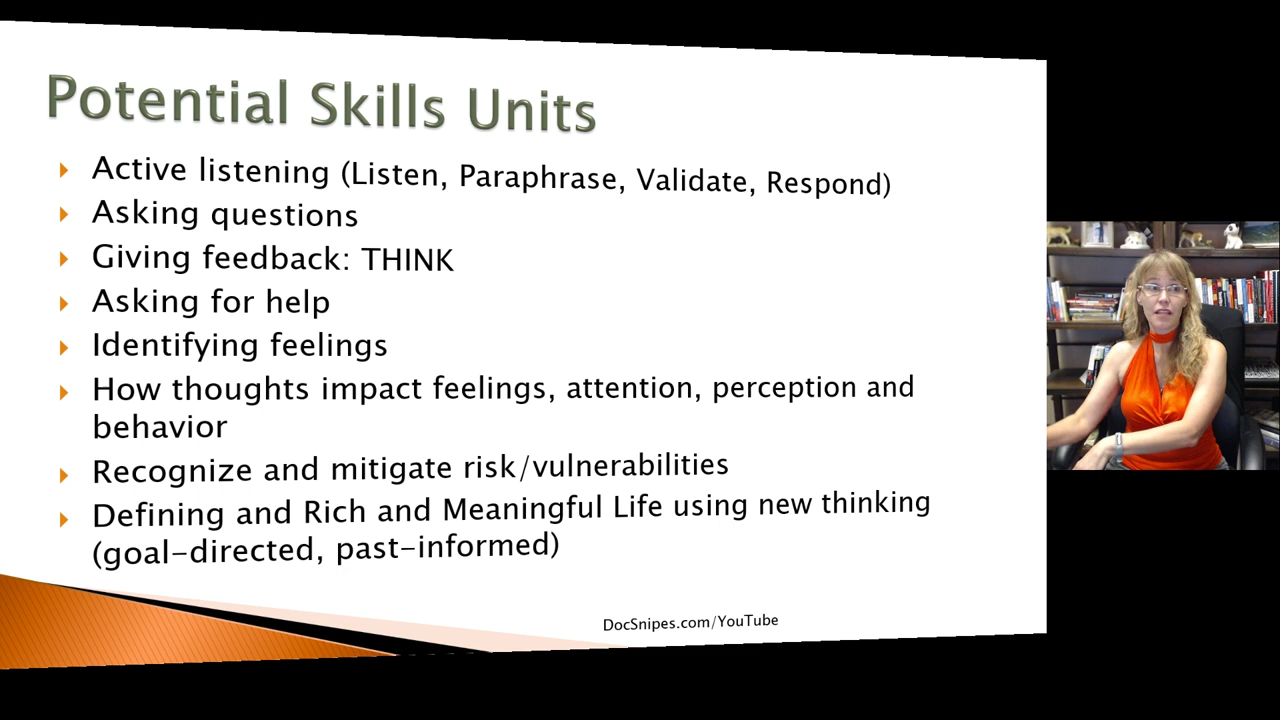 Potential Skills Units
Active listening (Listen, Paraphrase, Validate, Respond)
Asking questions
Giving feedback: THINK
Asking for help
Identifying feelings
How thoughts impact feelings, attention, perception and
behavior
Recognize and mitigate risk/vulnerabilities
Defining and Rich and Meaningful Life using new thinking
(goal-directed, past-informed)
DocSnipes.com/YouTube